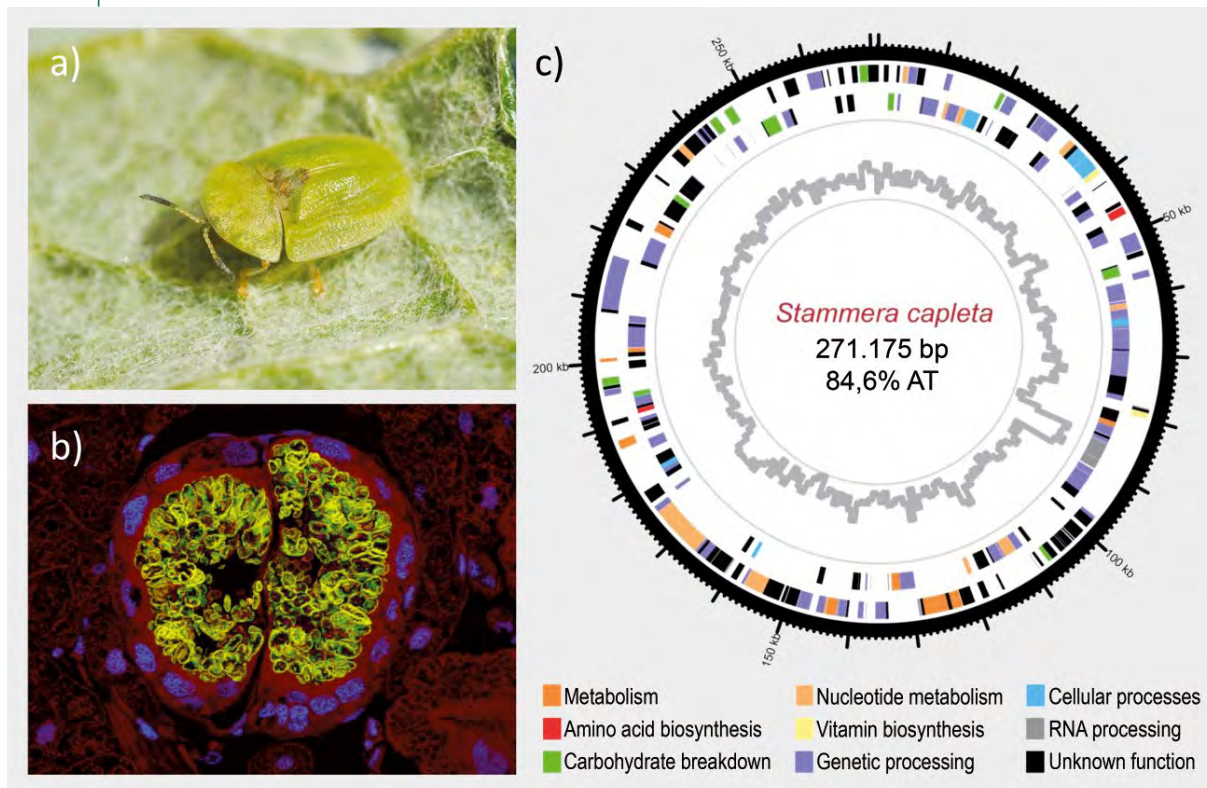 a)
b)
c)
250 kb
50 kb
200 kb
100 kb
150 kb
Stammera capleta
271.175 bp
84,6% AT
Metabolism
Amino acid biosynthesis
Carbohydrate breakdown
Nucleotide metabolism
Vitamin biosynthesis
Genetic processing
Cellular processes
RNA processing
Unknown function